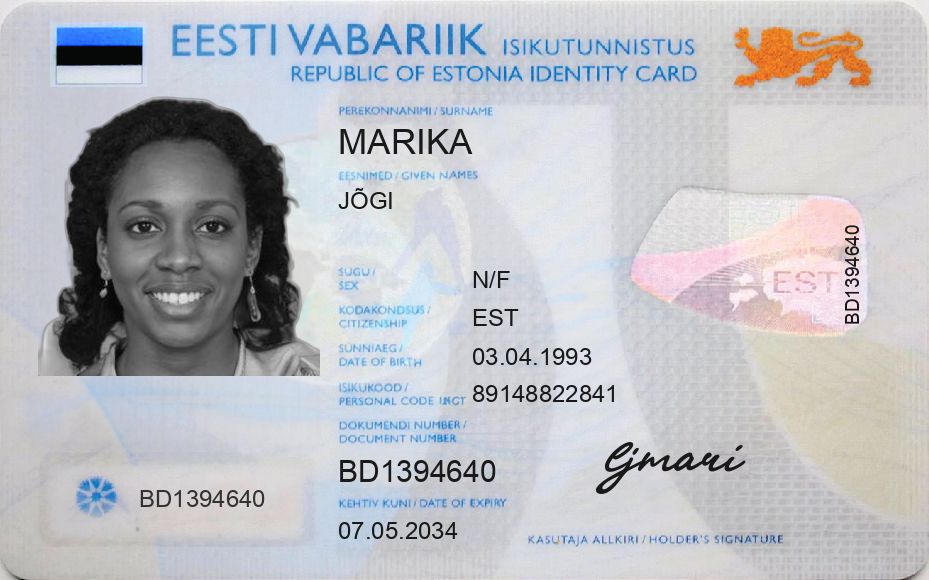 EESTI VABARIIK ISIKUTUNNISTUS
REPUBLIC OF ESTONIA IDENTITY CARD
PEREKONNANIMI / SURNAME
MARIKA
EESNIMED / GIVEN NAMES
JÕGI
SUGU /
SEX
N/F
KODAKONDSUS /
CITIZENSHIP
EST
SÜNNIAEG /
DATE OF BIRTH
03.04.1993
ISIKUKOOD /
PERSONAL CODE
89148822841
DOKUMENDI NUMBER /
DOCUMENT NUMBER
BD1394640
KEHTIV KUNI / DATE OF EXPIRY
07.05.2034
BD1394640
EST
BD1394640
Gjmari
KASUTAJA ALLKIRI / HOLDER'S SIGNATURE